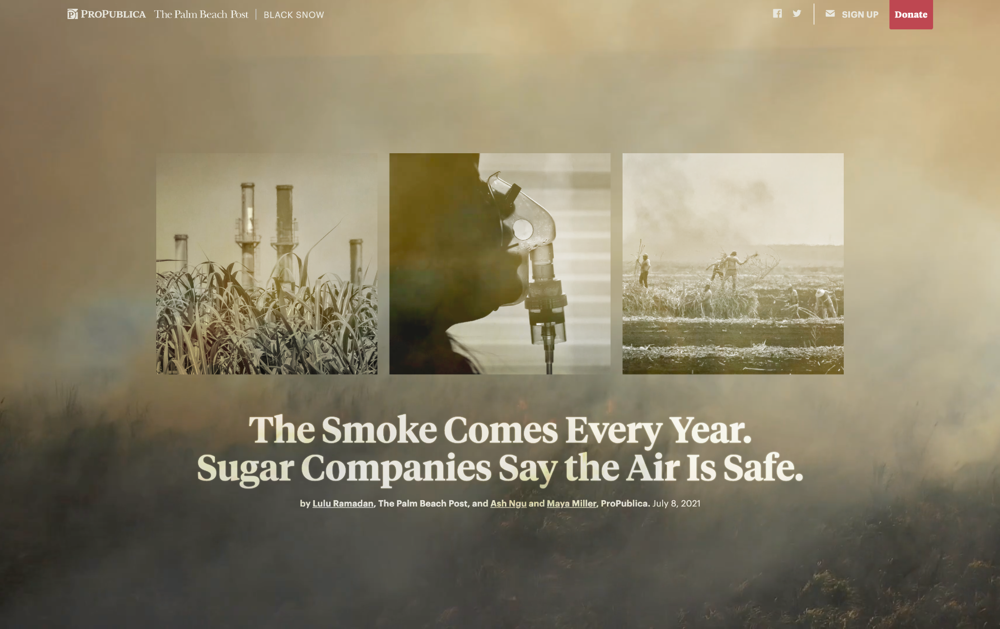 PROPUBLICA The Palm Beach Post | BLACK SNOW SIGN UP Donate
The Smoke Comes Every Year.
Sugar Companies Say the Air Is Safe.
by Lulu Ramadan, The Palm Beach Post, and Ash Ngu and Maya Miller, ProPublica. July 8, 2021